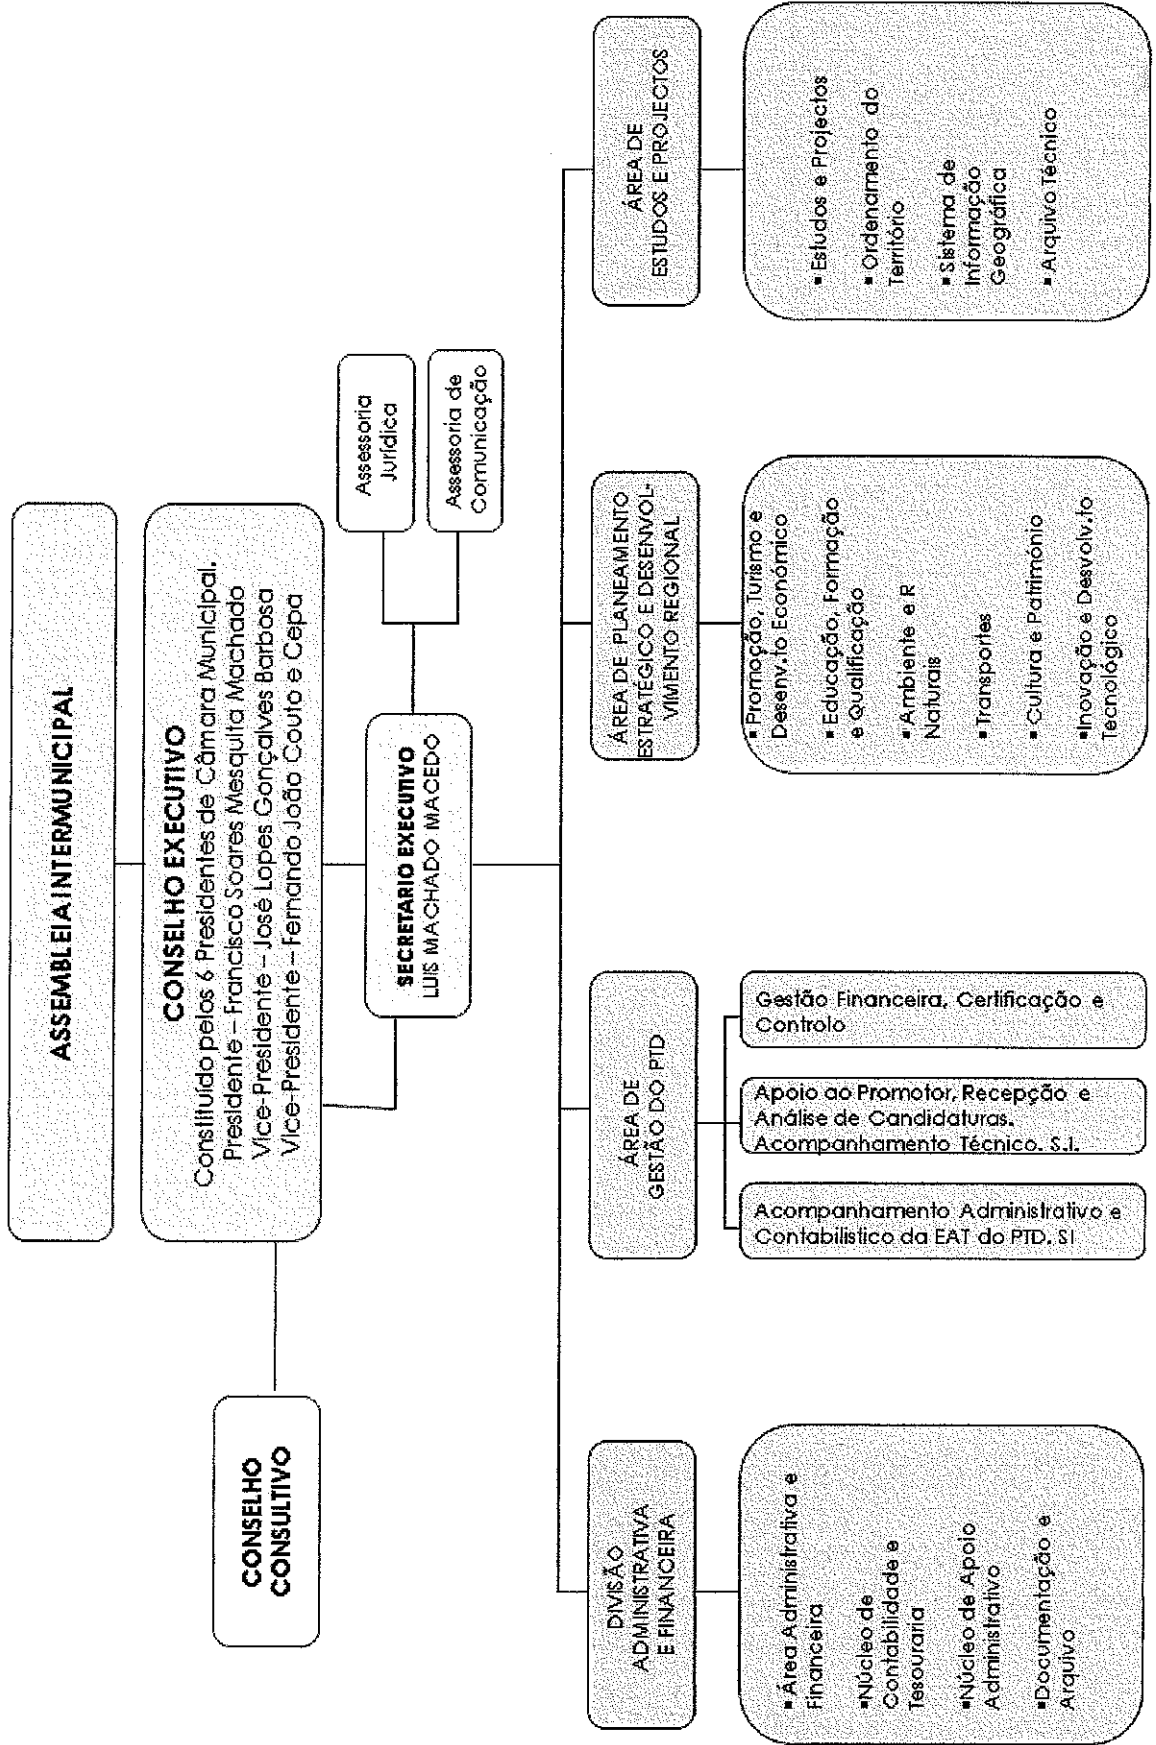 ASSEMBLEIA INTERMUNICIPAL
CONSELHO EXECUTIVO
Constituído pelos 6 Presidentes de Câmara Municipal.
Presidente – Francisco Soares Mesquita Machado
Vice-Presidente – José Lopes Gonçalves Barbosa
Vice-Presidente – Fernando João Couto e Cepa
CONSELHO
CONSULTIVO
SECRETARIO EXECUTIVO
LUIS MACHADO MACEDO
Assessoria
Jurídica
Assessoria de
Comunicação
DIVISÃO
ADMINISTRATIVA
E FINANCEIRA
▪ Área Administrativa e
Financeira
▪Núcleo de
Contabilidade e
Tesouraria
▪Núcleo de Apoio
Administrativo
▪Documentação e
Arquivo
ÁREA DE
GESTÃO DO PTD
Acompanhamento Administrativo e
Contabilistico da EAT do PTD. SI
Apoio ao Promotor, Recepção e
Análise de Candidaturas.
Acompanhamento Técnico. S.I.
Gestão Financeira, Certificação e
Controlo
ÁREA DE PLANEAMENTO
ESTRATÉGICO E DESENVOL-
VIMENTO REGIONAL
▪ Promoção, Turismo e
Desenv.to Económico
▪ Educação, Formação
e Qualificação
▪ Ambiente e R
Naturais
▪ Transportes
▪ Cultura e Património
▪Inovação e Desvolv.to
Tecnológico
ÁREA DE
ESTUDOS E PROJECTOS
▪ Estudos e Projectos
▪ Ordenamento do
Território
▪ Sistema de
Informação
Geográfica
▪ Arquivo Técnico